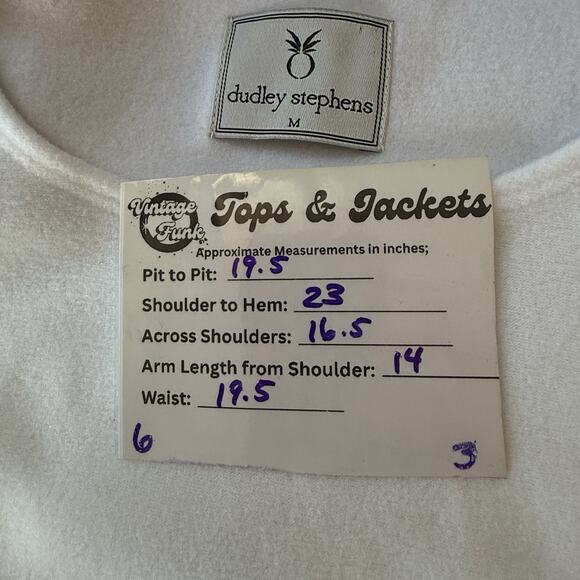 dudley stephens
M
Vintage Funk
Tops & Jackets
Approximate Measurements in inches;
Pit to Pit: 19.5
Shoulder to Hem: 23
Across Shoulders: 16.5
Arm Length from Shoulder: 14
Waist: 19.5
6 3